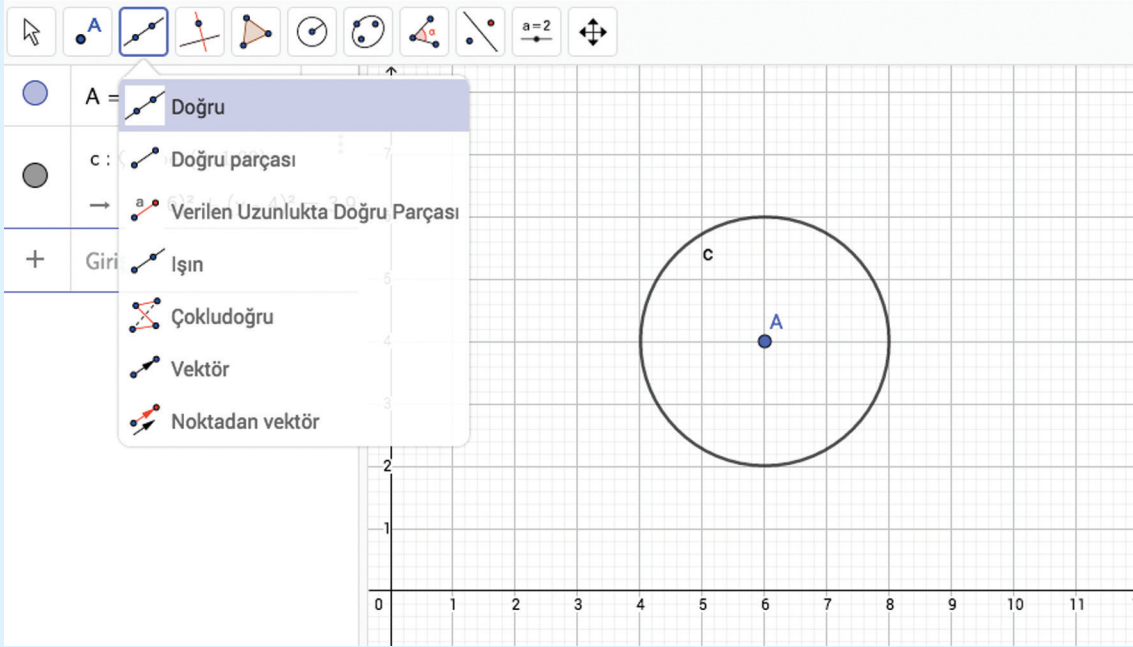 A
α
a=2
A =
Doğru
c :
Doğru parçası
a
Verilen Uzunlukta Doğru Parçası
+ Giri
Işın
Çokludoğru
Vektör
Noktadan vektör
7
5
4
3
2
1
c
A
0 1 2 3 4 5 6 7 8 9 10 11